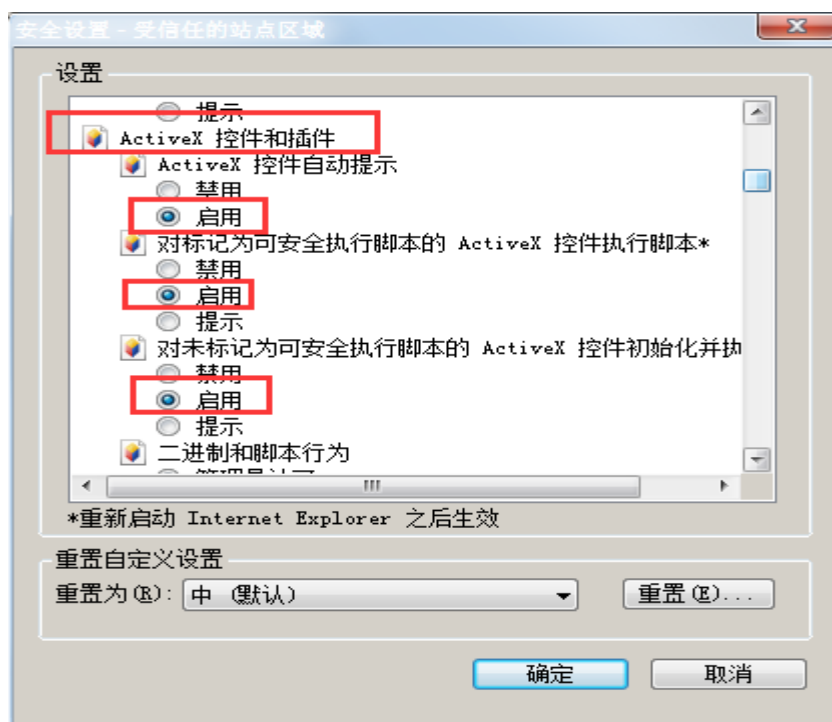 安全设置 - 受信任的站点区域
设置
提示
ActiveX 控件和插件
ActiveX 控件自动提示
禁用
启用
对标记为可安全执行脚本的 ActiveX 控件执行脚本*
禁用
启用
提示
对未标记为可安全执行脚本的 ActiveX 控件初始化并执
禁用
启用
提示
二进制和脚本行为
*重新启动 Internet Explorer 之后生效
重置自定义设置
重置为(R): 中 (默认) 重置(E)...
确定 取消